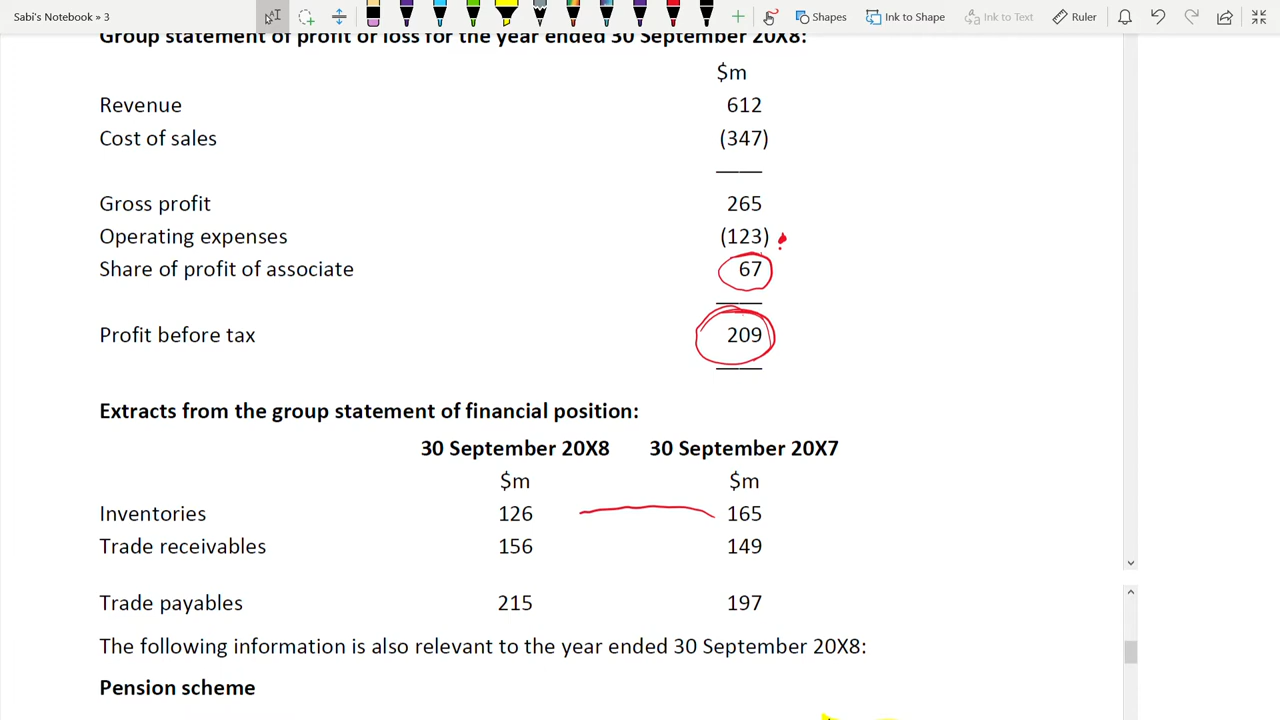 Sabi's Notebook » 3
Shapes Ink to Shape Ink to Text Ruler
Group statement of profit or loss for the year ended 30 September 20X8:
$m
Revenue 612
Cost of sales (347)
Gross profit 265
Operating expenses (123)
Share of profit of associate 67
Profit before tax 209
Extracts from the group statement of financial position:
30 September 20X8 30 September 20X7
$m $m
Inventories 126 165
Trade receivables 156 149
Trade payables 215 197
The following information is also relevant to the year ended 30 September 20X8:
Pension scheme